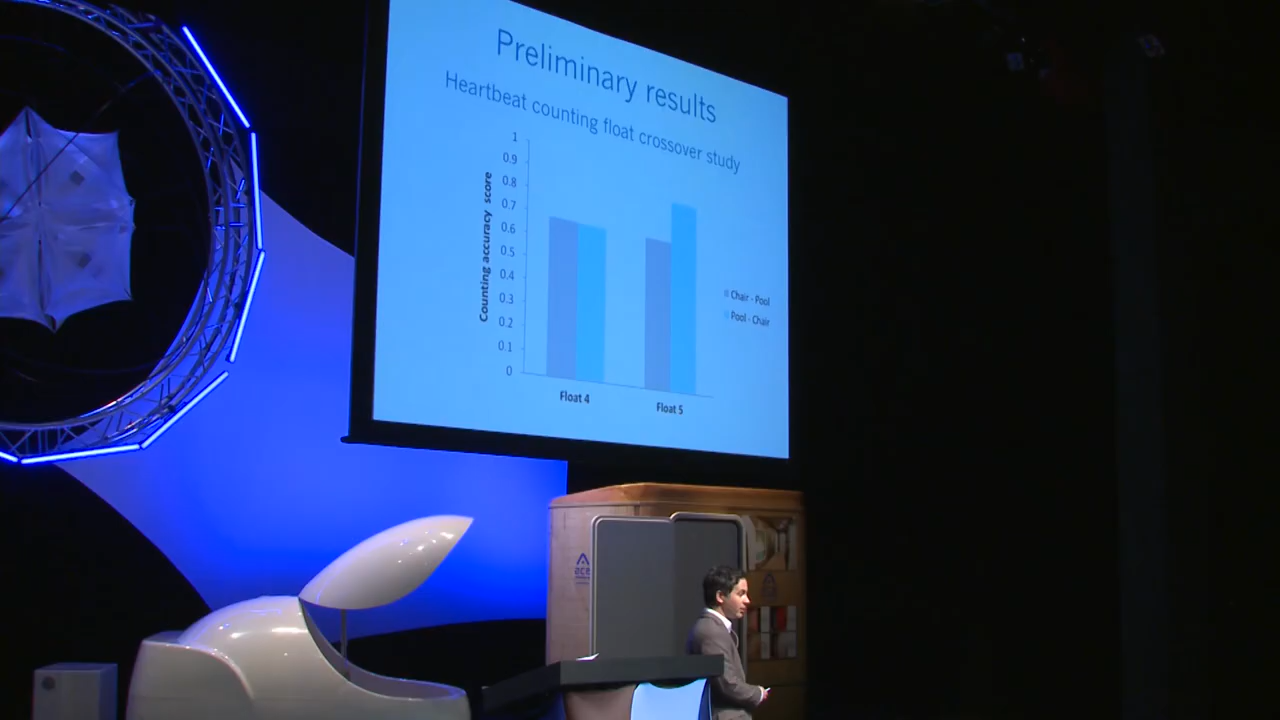 Preliminary results
Heartbeat counting float crossover study
Counting accuracy score
1
0.9
0.8
0.7
0.6
0.5
0.4
0.3
0.2
0.1
0
Float 4
Float 5
Chair - Pool
Pool - Chair